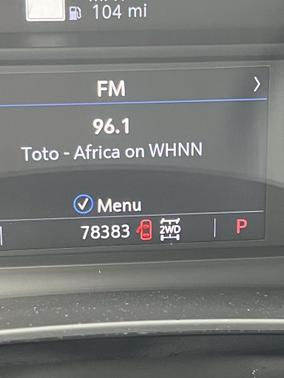 104 mi
FM
96.1
Toto - Africa on WHNN
Menu
78383 2WD P